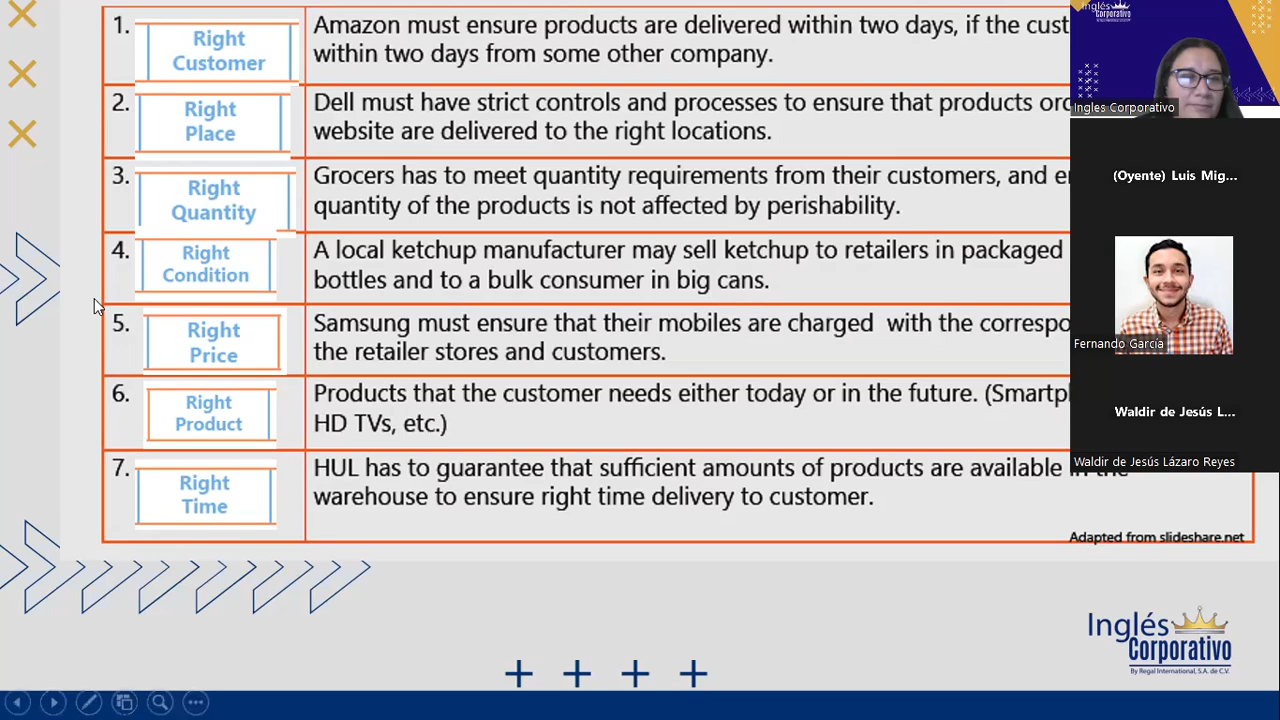 1.
Right
Customer
Amazon must ensure products are delivered within two days, if the cust
within two days from some other company.
2.
Right
Place
Dell must have strict controls and processes to ensure that products
website are delivered to the right locations.
3.
Right
Quantity
Grocers has to meet quantity requirements from their customers, and
quantity of the products is not affected by perishability.
4.
Right
Condition
A local ketchup manufacturer may sell ketchup to retailers in packaged
bottles and to a bulk consumer in big cans.
5.
Right
Price
Samsung must ensure that their mobiles are charged with the correspo
the retailer stores and customers.
6.
Right
Product
Products that the customer needs either today or in the future. (Smartp
HD TVs, etc.)
7.
Right
Time
HUL has to guarantee that sufficient amounts of products are available in the
warehouse to ensure right time delivery to customer.
Adapted from slideshare.net
Inglés
Corporativo
By Regal International, S.A. de C.V.
Inglés
Corporativo
Ingles Corporativo
(Oyente) Luis Mig...
Fernando García
Waldir de Jesús L...
Waldir de Jesús Lázaro Reyes